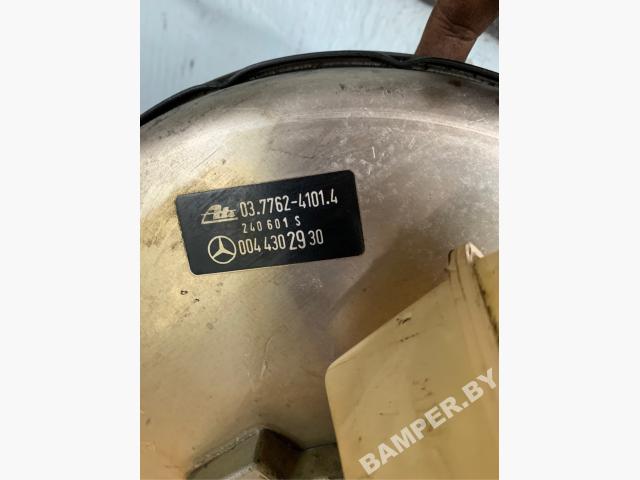 Ate 03.7762-4101.4
240601 S
004 430 29 30
BAMPER.BY